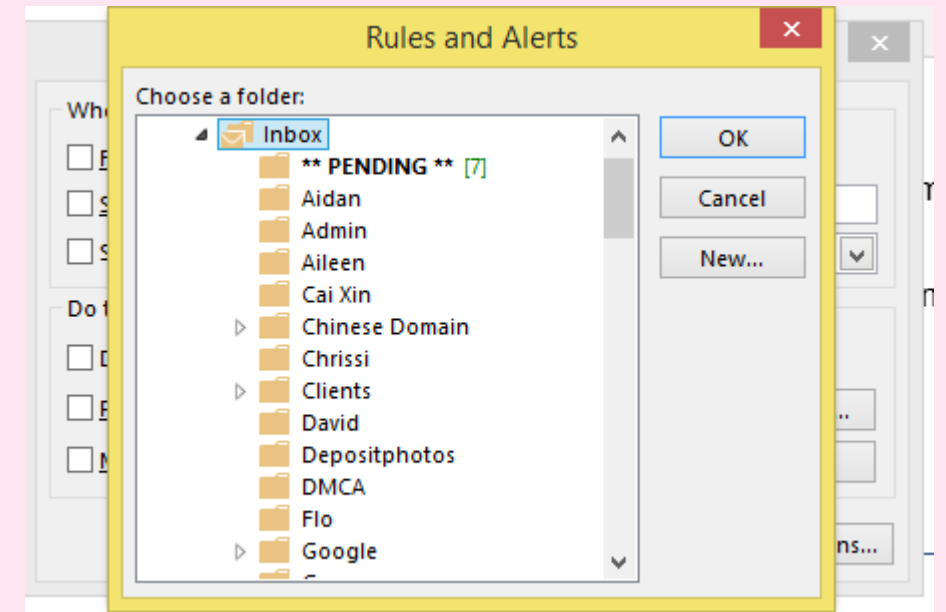 Rules and Alerts
Choose a folder:
Inbox
** PENDING ** [7]
Aidan
Admin
Aileen
Cai Xin
Chinese Domain
Chrissi
Clients
David
Depositphotos
DMCA
Flo
Google
OK
Cancel
New...
Do